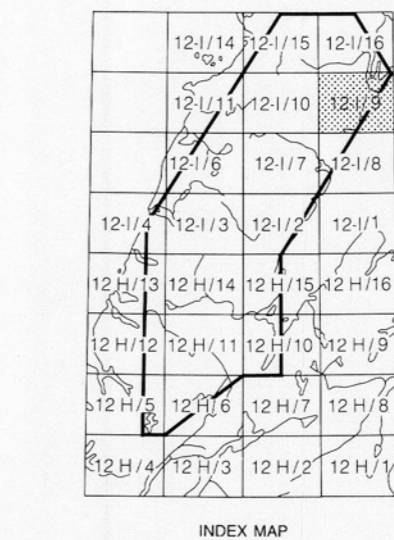 12-I/14 12-I/15 12-I/16
12-I/11 12-I/10 12-I/9
12-I/6 12-I/7 12-I/8
12-I/4 12-I/3 12-I/2 12-I/1
12 H/13 12 H/14 12 H/15 12 H/16
12 H/12 12 H/11 12 H/10 12 H/9
12 H/5 12 H/6 12 H/7 12 H/8
12 H/4 12 H/3 12 H/2 12 H/1
INDEX MAP